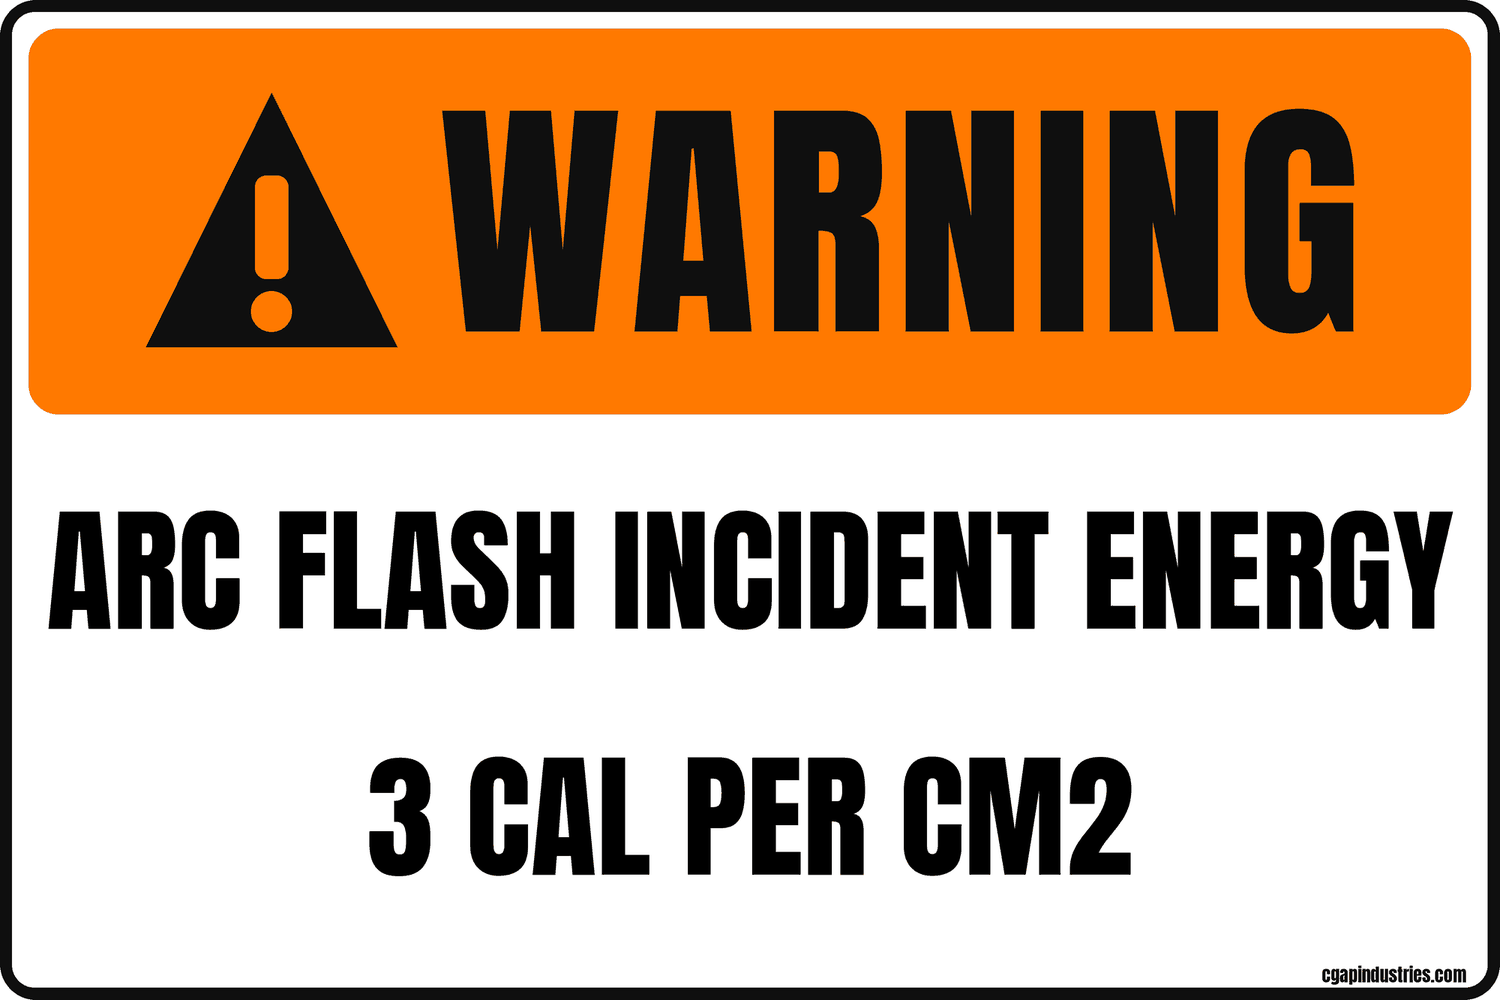 WARNING
ARC FLASH INCIDENT ENERGY
3 CAL PER CM2
cgapindustries.com